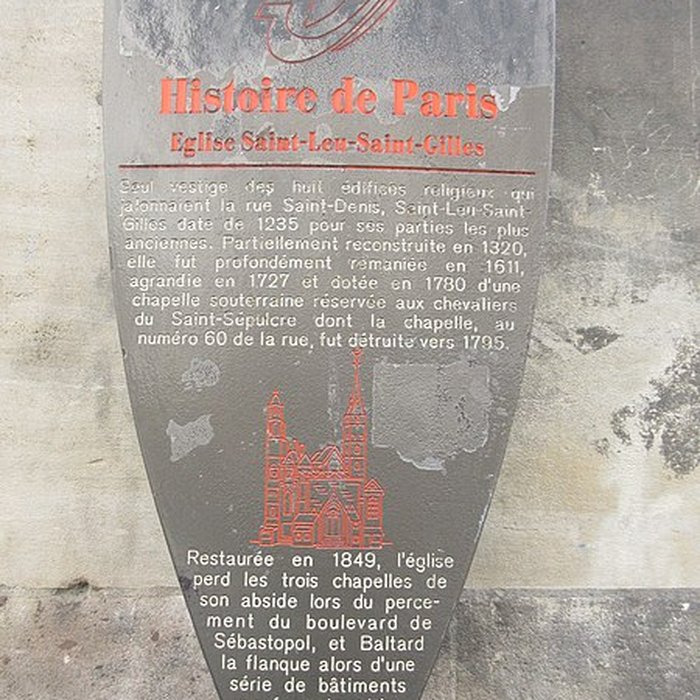 Histoire de Paris
Eglise Saint-Leu-Saint-Gilles
Seul vestige des huit édifices religieux qui
jalonnaient la rue Saint-Denis, Saint-Leu-Saint-
Gilles date de 1235 pour ses parties les plus
anciennes. Partiellement reconstruite en 1320,
elle fut profondément remaniée en 1611,
agrandie en 1727 et dotée en 1780 d'une
chapelle souterraine réservée aux chevaliers
du Saint-Sépulcre dont la chapelle, au
numéro 60 de la rue, fut détruite vers 1795.
Restaurée en 1849, l'église
perd les trois chapelles de
son abside lors du perce-
ment du boulevard de
Sébastopol, et Baltard
la flanque alors d'une
série de bâtiments